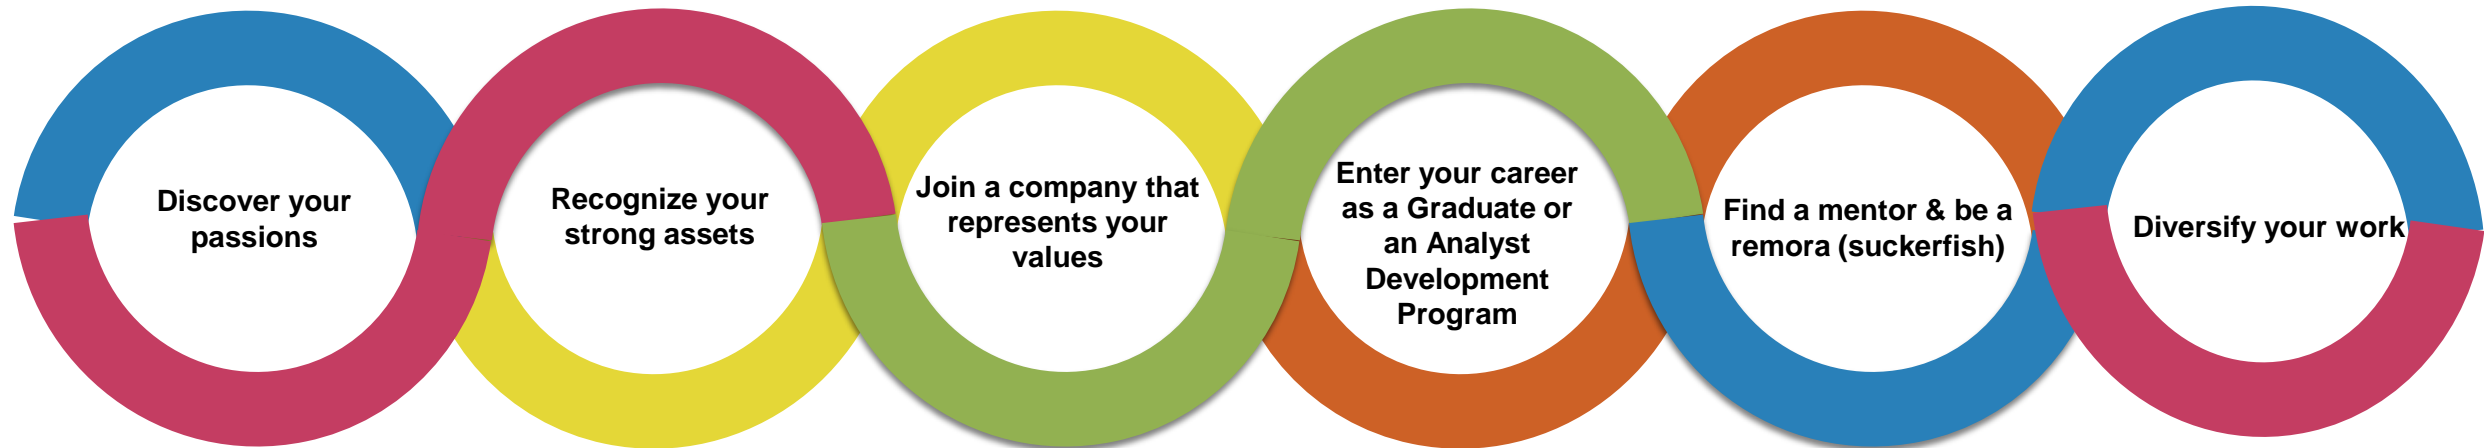 Discover your
passions
Recognize your
strong assets
Join a company that
represents your
values
Enter your career
as a Graduate or
an Analyst
Development
Program
Find a mentor & be a
remora (suckerfish)
Diversify your work